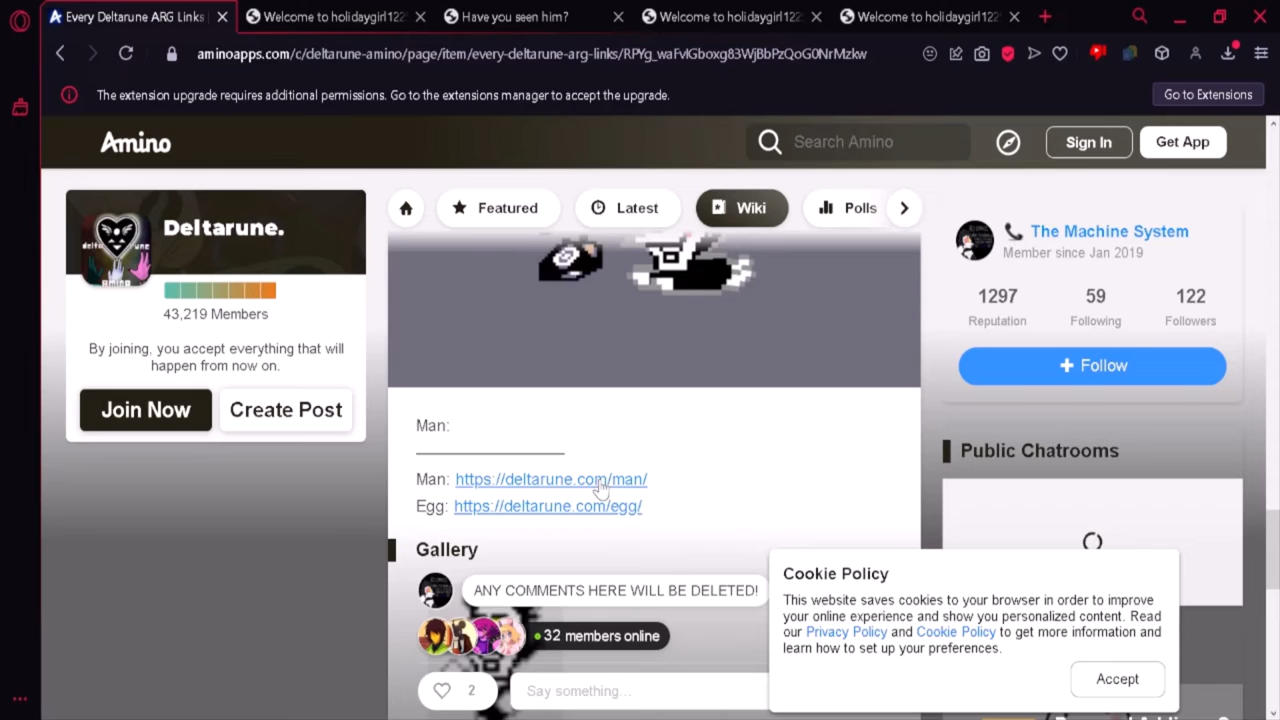 Every Deltarune ARG Links
Welcome to holidaygirl122
Have you seen him?
Welcome to holidaygirl122
Welcome to holidaygirl122
aminoapps.com/c/deltarune-amino/page/item/every-deltarune-arg-links/RPYg_waFvIGboxg83WjBbPzQoG0NrMzkw
The extension upgrade requires additional permissions. Go to the extensions manager to accept the upgrade.
Go to Extensions
Amino
Search Amino
Sign In
Get App
Deltarune.
43,219 Members
By joining, you accept everything that will
happen from now on.
Join Now
Create Post
Featured
Latest
Wiki
Polls
Man:
Man: https://deltarune.com/man/
Egg: https://deltarune.com/egg/
Gallery
ANY COMMENTS HERE WILL BE DELETED!
32 members online
2
Say something...
The Machine System
Member since Jan 2019
1297
59
122
Reputation
Following
Followers
+ Follow
Public Chatrooms
Cookie Policy
This website saves cookies to your browser in order to improve
your online experience and show you personalized content. Read
our Privacy Policy and Cookie Policy to get more information and
learn how to set up your preferences.
Accept